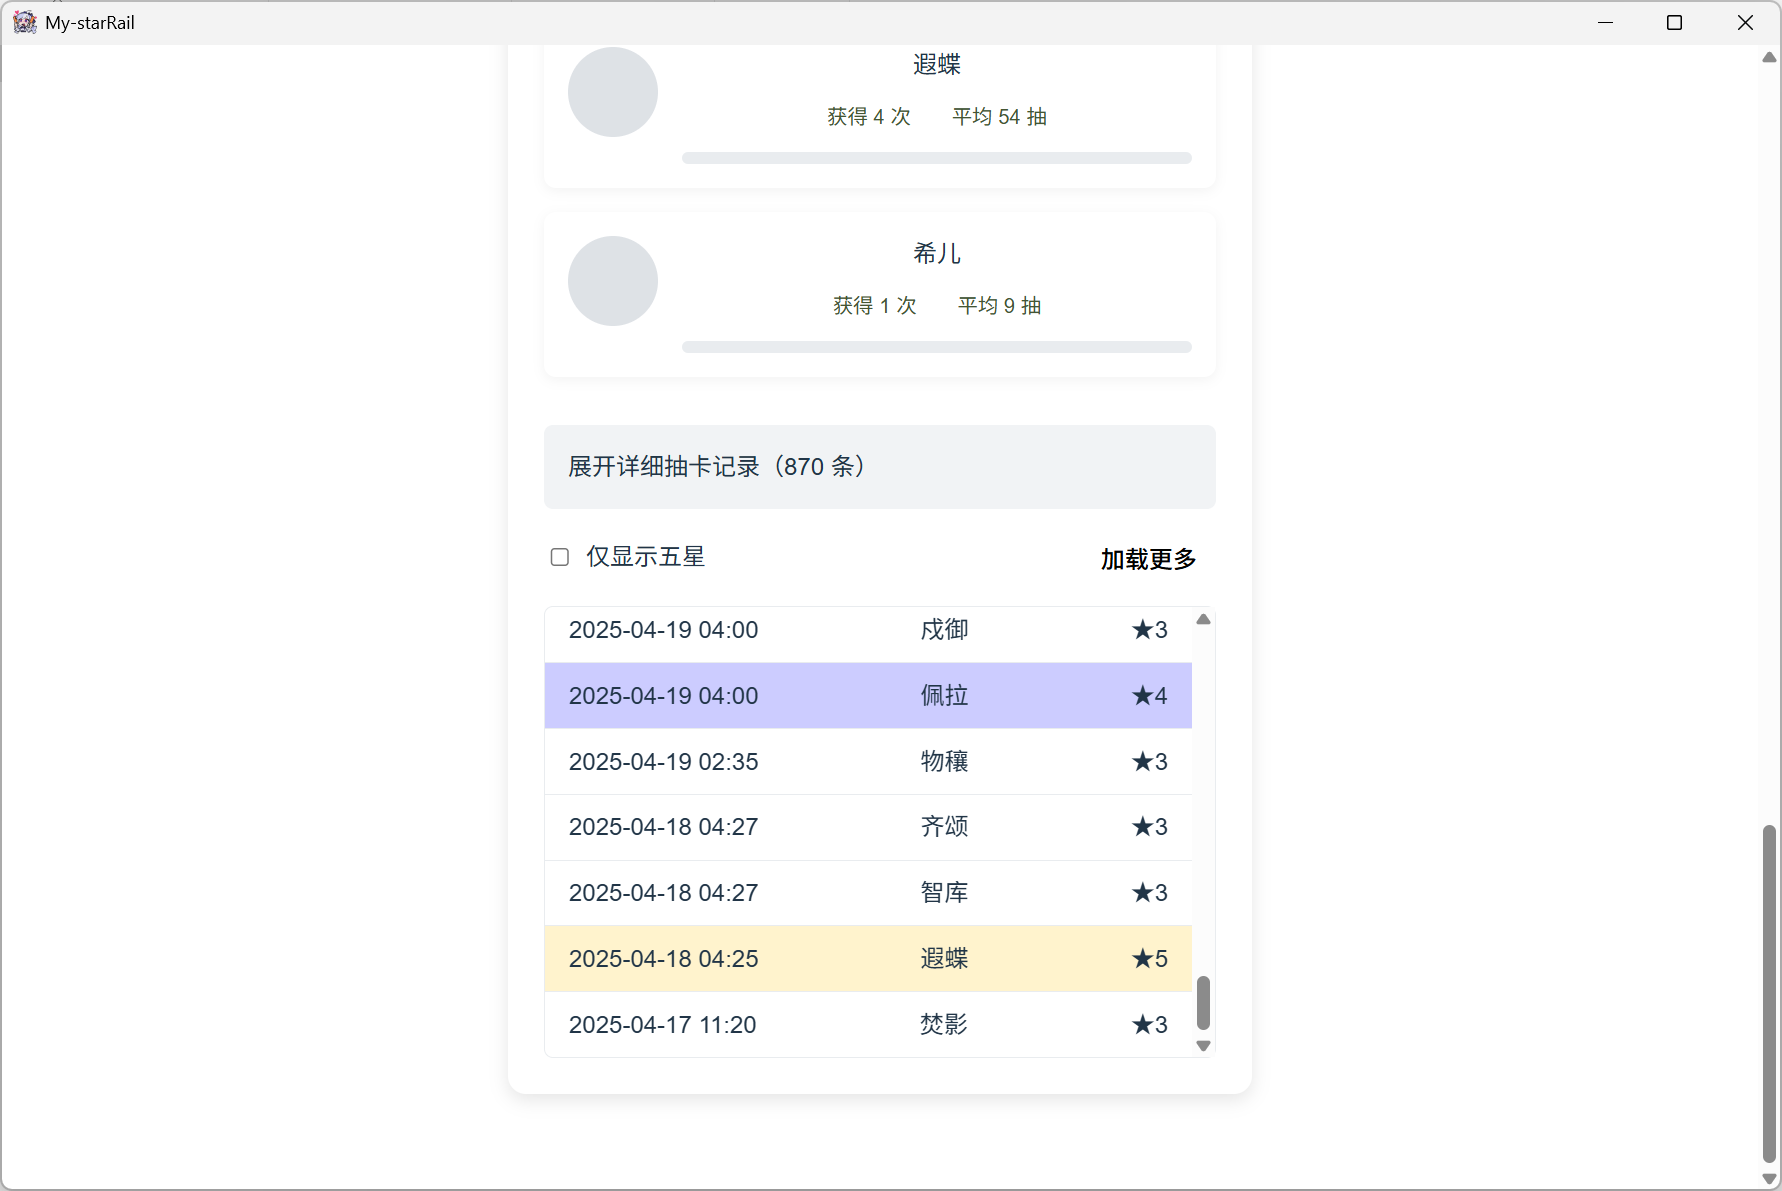 My-starRail
遐蝶
获得 4 次 平均 54 抽
希儿
获得 1 次 平均 9 抽
展开详细抽卡记录（870 条）
仅显示五星 加载更多
2025-04-19 04:00 戍御 ★3
2025-04-19 04:00 佩拉 ★4
2025-04-19 02:35 物穰 ★3
2025-04-18 04:27 齐颂 ★3
2025-04-18 04:27 智库 ★3
2025-04-18 04:25 遐蝶 ★5
2025-04-17 11:20 焚影 ★3